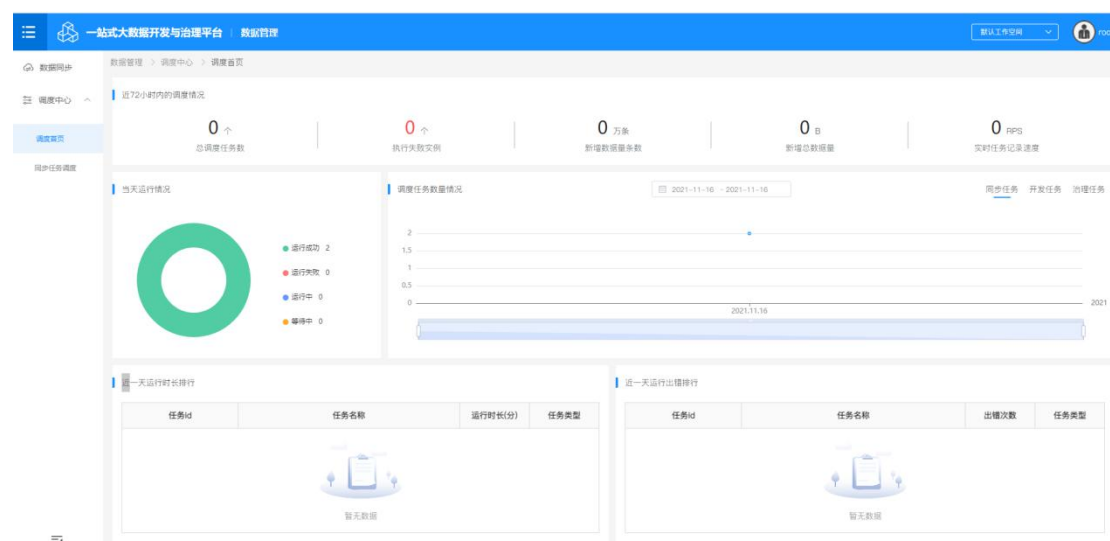 一站式大数据开发与治理平台 | 数据管理 默认工作空间
数据同步
调度中心
调度首页
同步任务调度
数据管理 > 调度中心 > 调度首页
近72小时内的调度情况
0 个
总调度任务数
0 个
执行失败实例
0 万条
新增数据量条数
0 B
新增总数据量
0 RPS
实时任务记录速度
当天运行情况
运行成功 2
运行失败 0
运行中 0
等待中 0
调度任务数量情况 2021-11-16 - 2021-11-16 同步任务 开发任务 治理任务
2
1.5
1
0.5
0
2021.11.16
2021
近一天运行时长排行
任务id 任务名称 运行时长(分) 任务类型
暂无数据
近一天运行出错排行
任务id 任务名称 出错次数 任务类型
暂无数据